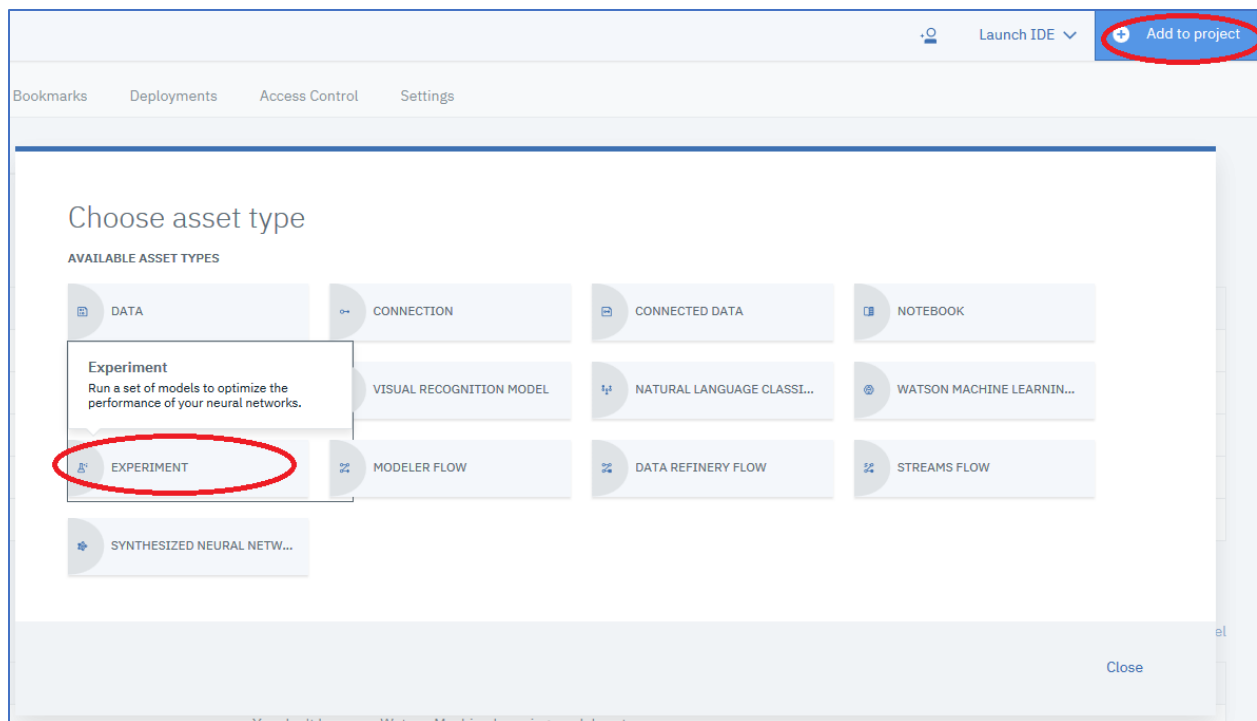 Launch IDE
Add to project
Bookmarks Deployments Access Control Settings
Choose asset type
AVAILABLE ASSET TYPES
DATA
CONNECTION
CONNECTED DATA
NOTEBOOK
Experiment
Run a set of models to optimize the
performance of your neural networks.
VISUAL RECOGNITION MODEL
NATURAL LANGUAGE CLASSI...
WATSON MACHINE LEARNIN...
EXPERIMENT
MODELER FLOW
DATA REFINERY FLOW
STREAMS FLOW
SYNTHESIZED NEURAL NETW...
el
Close